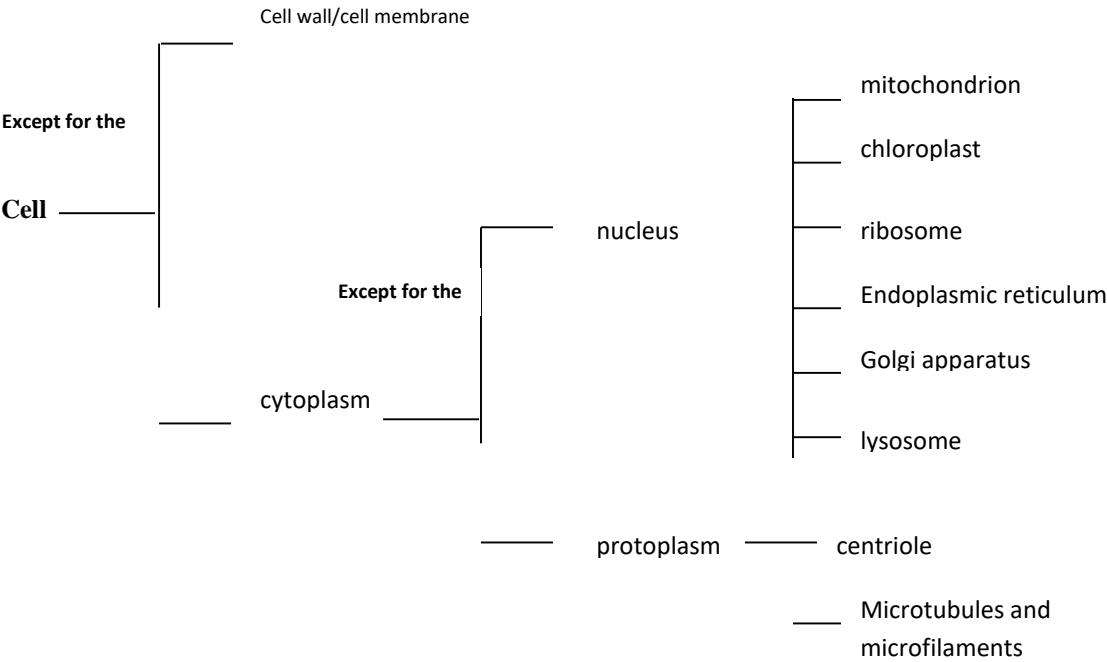 Cell wall/cell membrane
mitochondrion
Except for the
chloroplast
Cell
nucleus
ribosome
Except for the
Endoplasmic reticulum
Golgi apparatus
cytoplasm
lysosome
protoplasm
centriole
Microtubules and
microfilaments